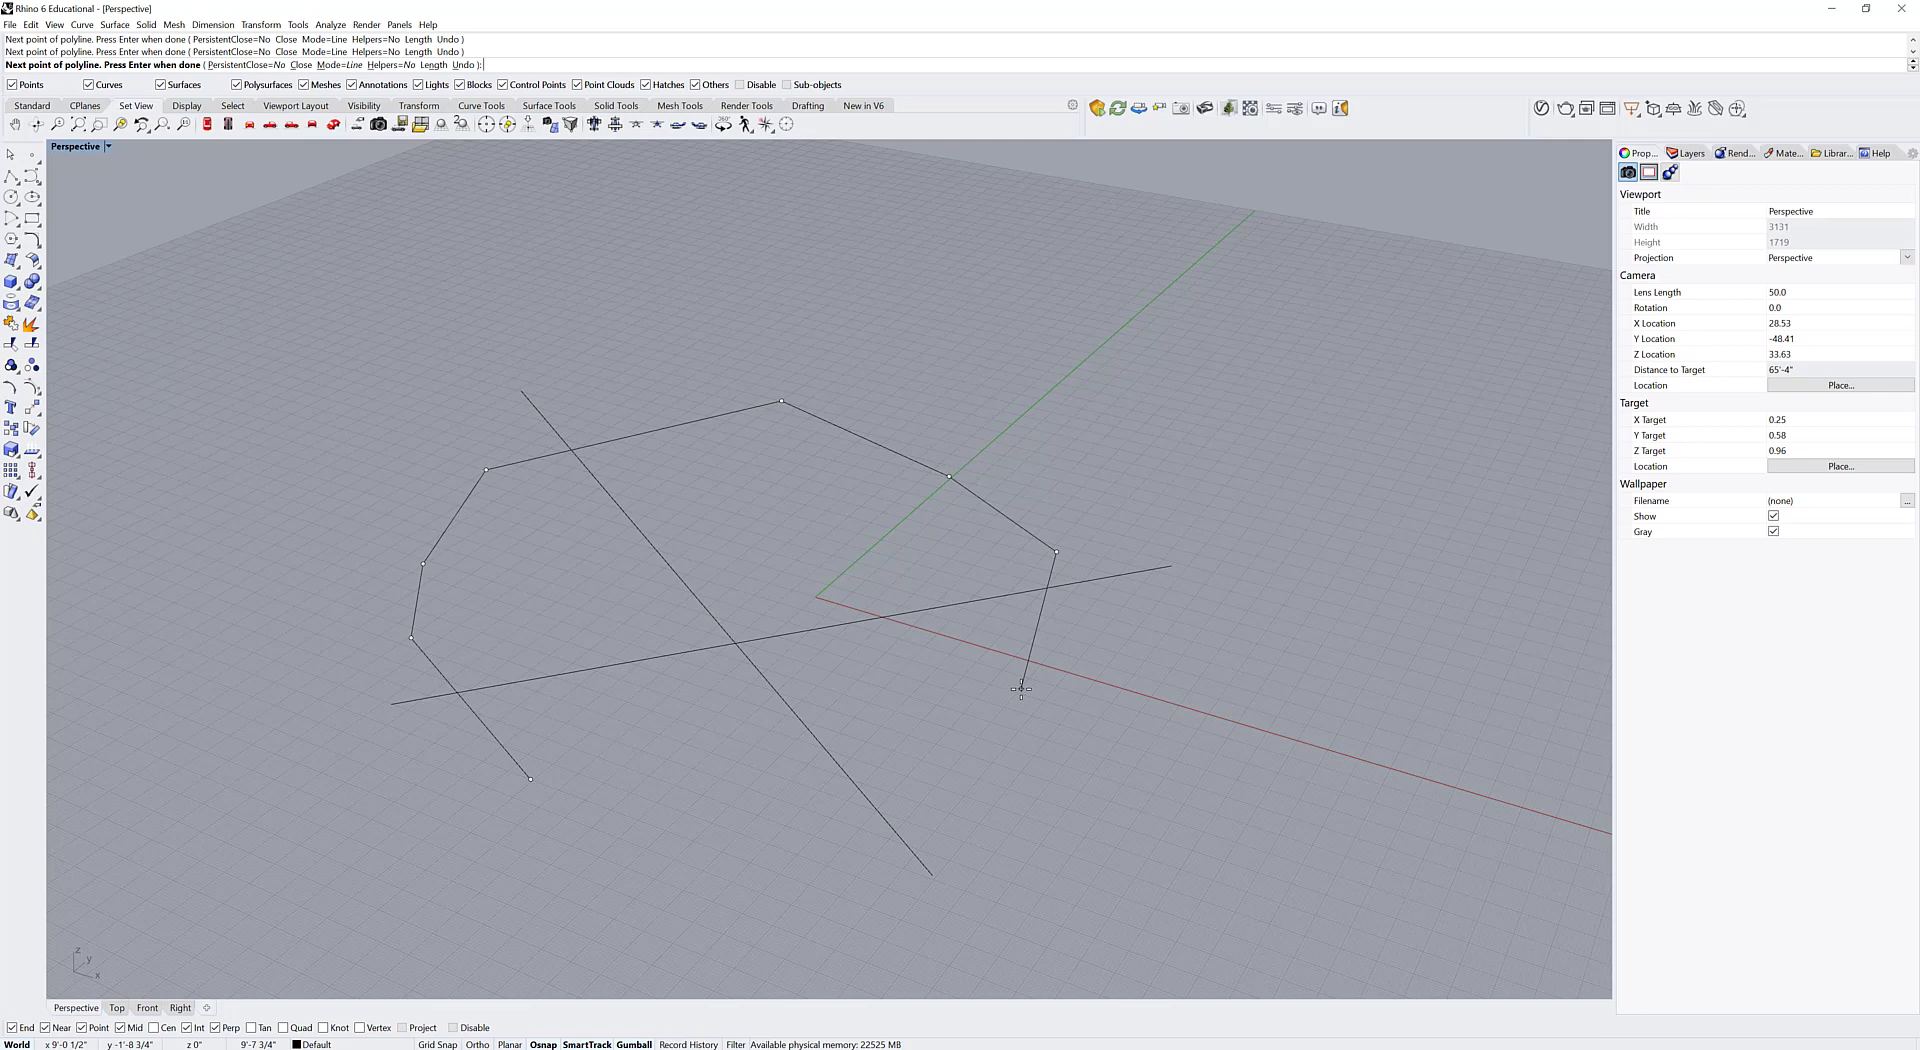 Rhino 6 Educational - [Perspective]
File Edit View Curve Surface Solid Mesh Dimension Transform Tools Analyze Render Panels Help
Next point of polyline. Press Enter when done ( PersistentClose=No Close Mode=Line Helpers=No Length Undo )
Next point of polyline. Press Enter when done ( PersistentClose=No Close Mode=Line Helpers=No Length Undo )
Next point of polyline. Press Enter when done ( PersistentClose=No Close Mode=Line Helpers=No Length Undo ):
Points Curves Surfaces Polysurfaces Meshes Annotations Lights Blocks Control Points Point Clouds Hatches Others Disable Sub-objects
Standard CPlanes Set View Display Select Viewport Layout Visibility Transform Curve Tools Surface Tools Solid Tools Mesh Tools Render Tools Drafting New in V6
Perspective
Prop... Layers Rend... Mate... Librar... Help
Viewport
Title Perspective
Width 3131
Height 1719
Projection Perspective
Camera
Lens Length 50.0
Rotation 0.0
X Location 28.53
Y Location -48.41
Z Location 33.63
Distance to Target 65'-4"
Location Place...
Target
X Target 0.25
Y Target 0.58
Z Target 0.96
Location Place...
Wallpaper
Filename (none) ...
Show
Gray
z
y
x
Perspective Top Front Right
End Near Point Mid Cen Int Perp Tan Quad Knot Vertex Project Disable
World x 9'-0 1/2" y -1'-8 3/4" z 0" 9'-7 3/4" Default Grid Snap Ortho Planar Osnap SmartTrack Gumball Record History Filter Available physical memory: 22525 MB